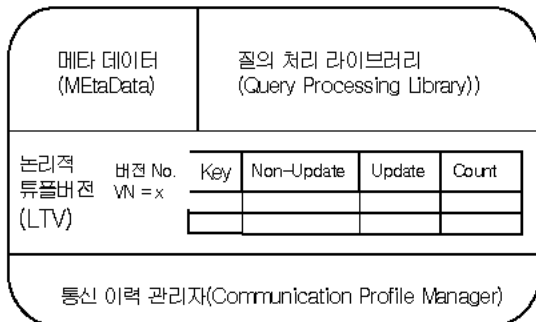 메타 데이터
(MEtaData)
질의 처리 라이브러리
(Query Processing Library))
논리적
튜플버전
(LTV)
버전 No.
VN = x
Key Non-Update Update Count
통신 이력 관리자(Communication Profile Manager)